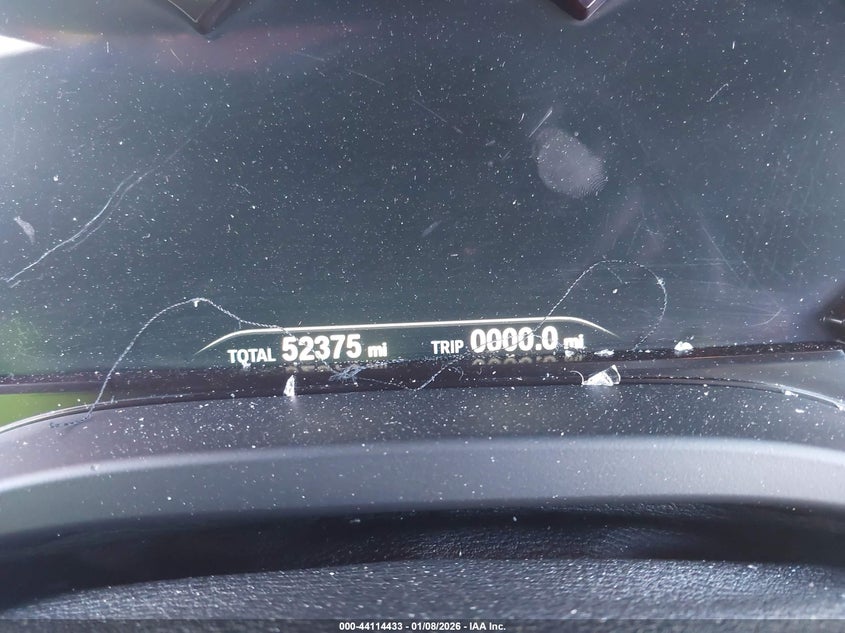 TOTAL 52375 mi TRIP 0000.0 mi
000-44114433 - 01/08/2026 - IAA Inc.